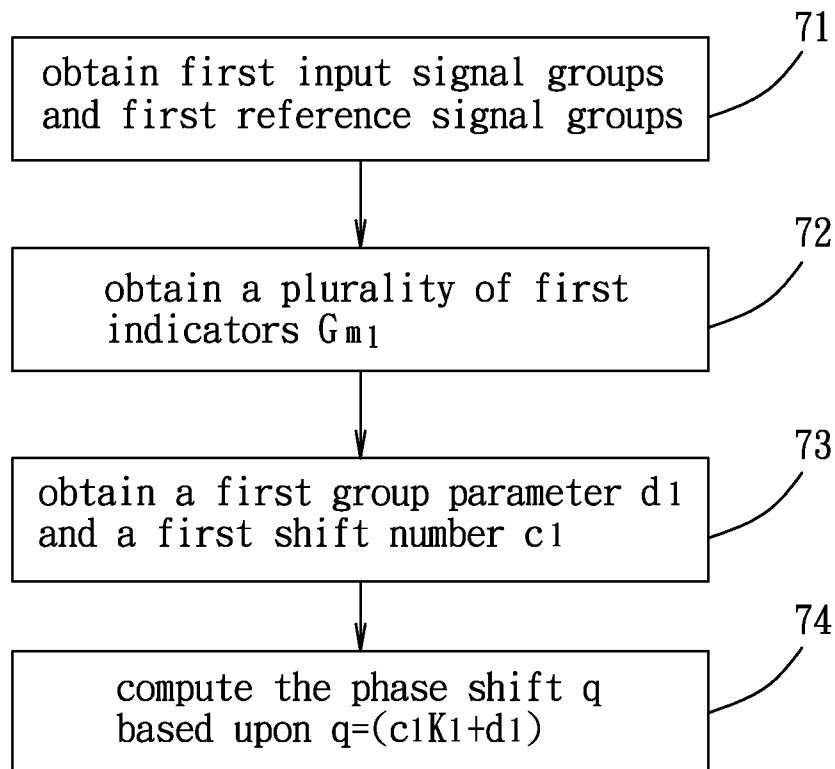 71
obtain first input signal groups
and first reference signal groups
72
obtain a plurality of first
indicators Gm1
73
obtain a first group parameter d1
and a first shift number c1
74
compute the phase shift q
based upon q=(c1K1+d1)